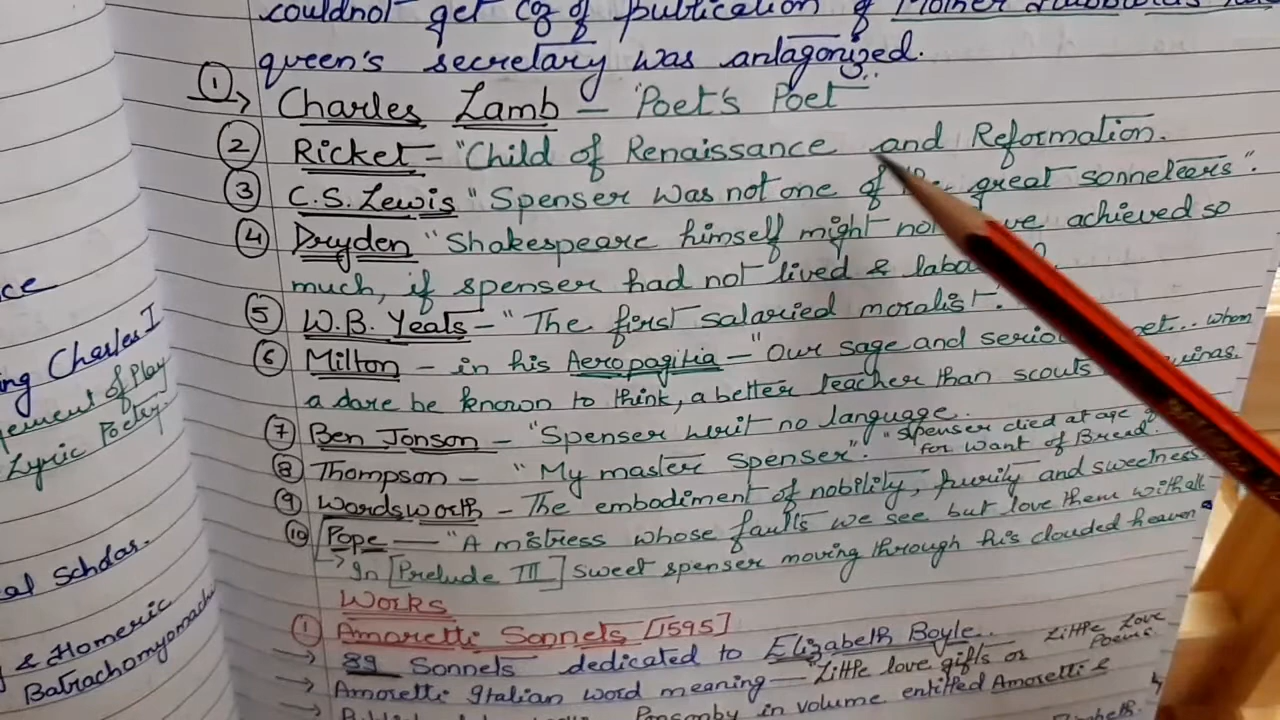 couldnot get cz of publication of Mother
queen's secretary was antagonized.
① → Charles Lamb – "Poet's Poet"
② Ricket – "Child of Renaissance and Reformation.
③ C.S. Lewis "Spenser was not one of the great sonneteers".
④ Dryden "Shakespeare himself might not achieved so
much, if spenser had not lived & 
⑤ W.B. Yeats – "The first salaried moralist".
⑥ Milton – in his Aeropagitia – "Our sage and whom
a dare be known to think, a better teacher than scouts
⑦ Ben Jonson – "Spenser writ no language. "Spenser died at age
⑧ Thompson – "My master Spenser". for want of Bread".
⑨ Wordsworth – The embodiment of nobility, purity and sweetness
⑩ Pope — "A mistress whose faults we see but love them withall
→ In [Prelude III] sweet spenser moving through his clouded heaven
Works
① Amoretti Sonnets [1595]
→ 89 Sonnets dedicated to Elizabeth Boyle..
→ Amoretti Italian word meaning — "Little love gifts or Little Love Poems
→ Ponsonby in volume entitled Amoretti &
ing Charles I
of Play
Lyric Poetry
Scholar.
& Homeric
Batrachomyomachi